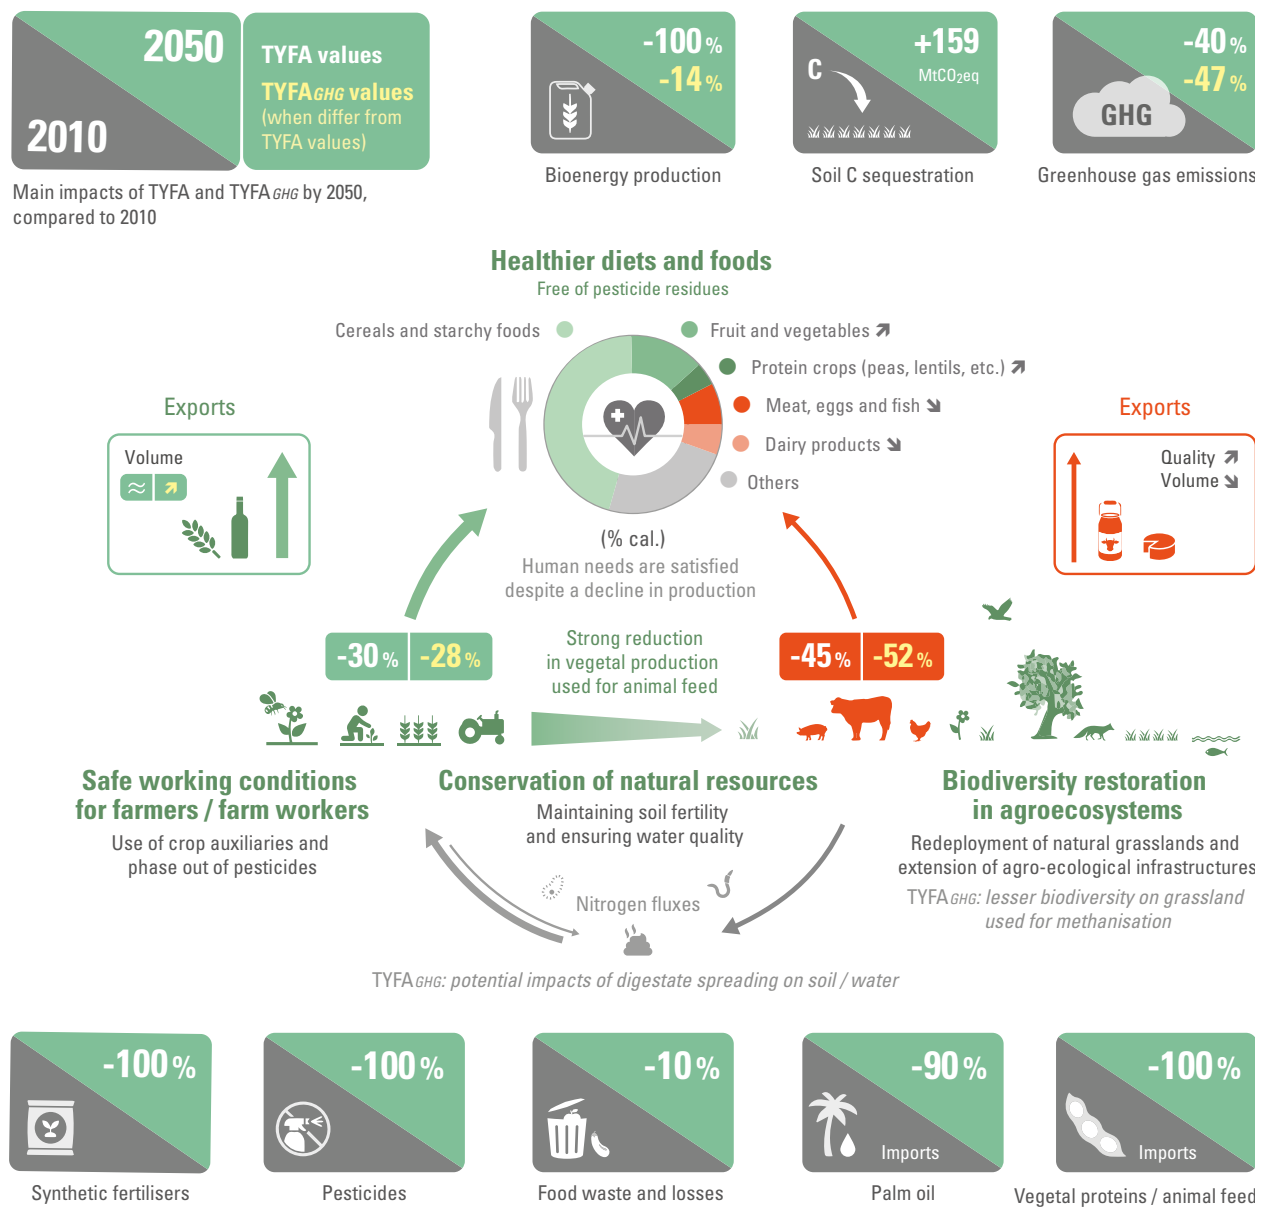 2050
2010
TYFA values
TYFAGHG values
(when differ from
TYFA values)
Main impacts of TYFA and TYFAGHG by 2050,
compared to 2010
-100 %
-14 %
Bioenergy production
+159
MtCO2eq
C
Soil C sequestration
-40 %
-47 %
GHG
Greenhouse gas emissions
Healthier diets and foods
Free of pesticide residues
Cereals and starchy foods
Fruit and vegetables
Protein crops (peas, lentils, etc.)
Meat, eggs and fish
Dairy products
Others
(% cal.)
Human needs are satisfied
despite a decline in production
Exports
Volume
≈
Exports
Quality
Volume
-30 % -28 %
Strong reduction
in vegetal production
used for animal feed
-45 % -52 %
Safe working conditions
for farmers / farm workers
Use of crop auxiliaries and
phase out of pesticides
Conservation of natural resources
Maintaining soil fertility
and ensuring water quality
Biodiversity restoration
in agroecosystems
Redeployment of natural grasslands and
extension of agro-ecological infrastructures
TYFAGHG: lesser biodiversity on grassland
used for methanisation
Nitrogen fluxes
TYFAGHG: potential impacts of digestate spreading on soil / water
-100 %
Synthetic fertilisers
-100 %
Pesticides
-10 %
Food waste and losses
-90 %
Imports
Palm oil
-100 %
Imports
Vegetal proteins / animal feed